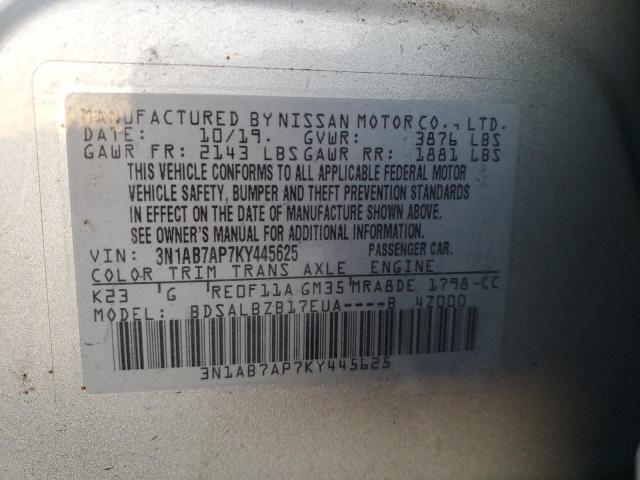 MANUFACTURED BY NISSAN MOTOR CO., LTD.
DATE: 10/19. GVWR: 3876 LBS
GAWR FR: 2143 LBS GAWR RR: 1881 LBS
THIS VEHICLE CONFORMS TO ALL APPLICABLE FEDERAL MOTOR
VEHICLE SAFETY, BUMPER AND THEFT PREVENTION STANDARDS
IN EFFECT ON THE DATE OF MANUFACTURE SHOWN ABOVE.
SEE OWNER'S MANUAL FOR ADDITIONAL INFORMATION.
VIN: 3N1AB7AP7KY445625 PASSENGER CAR.
COLOR TRIM TRANS AXLE ENGINE
K23 G RE0F11A GM35 MRA8DE 1798-CC
MODEL: BDSALBZB17EUA----B 4Z000
3N1AB7AP7KY445625